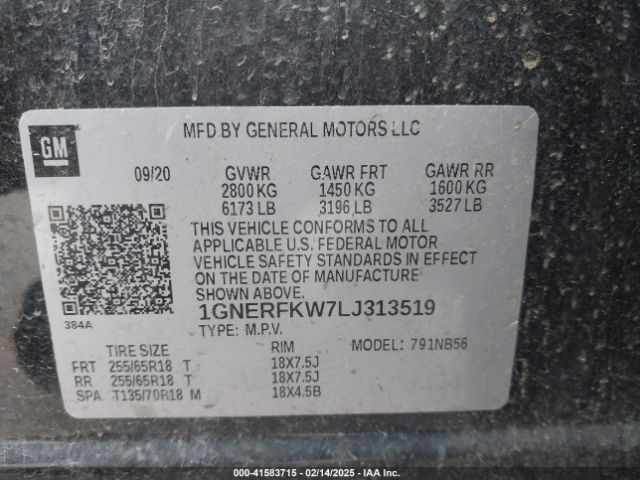 MFD BY GENERAL MOTORS LLC
GM
09/20 GVWR GAWR FRT GAWR RR
2800 KG 1450 KG 1600 KG
6173 LB 3196 LB 3527 LB
THIS VEHICLE CONFORMS TO ALL
APPLICABLE U.S. FEDERAL MOTOR
VEHICLE SAFETY STANDARDS IN EFFECT
ON THE DATE OF MANUFACTURE
SHOWN ABOVE.
384A
1GNERFKW7LJ313519
TYPE: M.P.V.
TIRE SIZE RIM MODEL: 791NB56
FRT 255/65R18 T 18X7.5J
RR 255/65R18 T 18X7.5J
SPA T135/70R18 M 18X4.5B
000-41583715 - 02/14/2025 - IAA Inc.